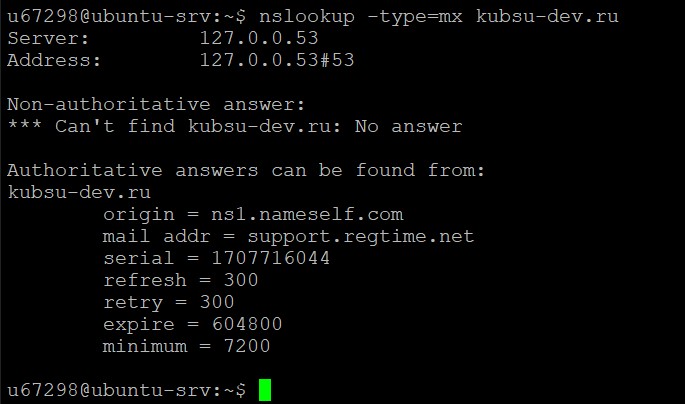 u67298@ubuntu-srv:~$ nslookup -type=mx kubsu-dev.ru
Server:         127.0.0.53
Address:        127.0.0.53#53

Non-authoritative answer:
*** Can't find kubsu-dev.ru: No answer

Authoritative answers can be found from:
kubsu-dev.ru
        origin = ns1.nameself.com
        mail addr = support.regtime.net
        serial = 1707716044
        refresh = 300
        retry = 300
        expire = 604800
        minimum = 7200

u67298@ubuntu-srv:~$